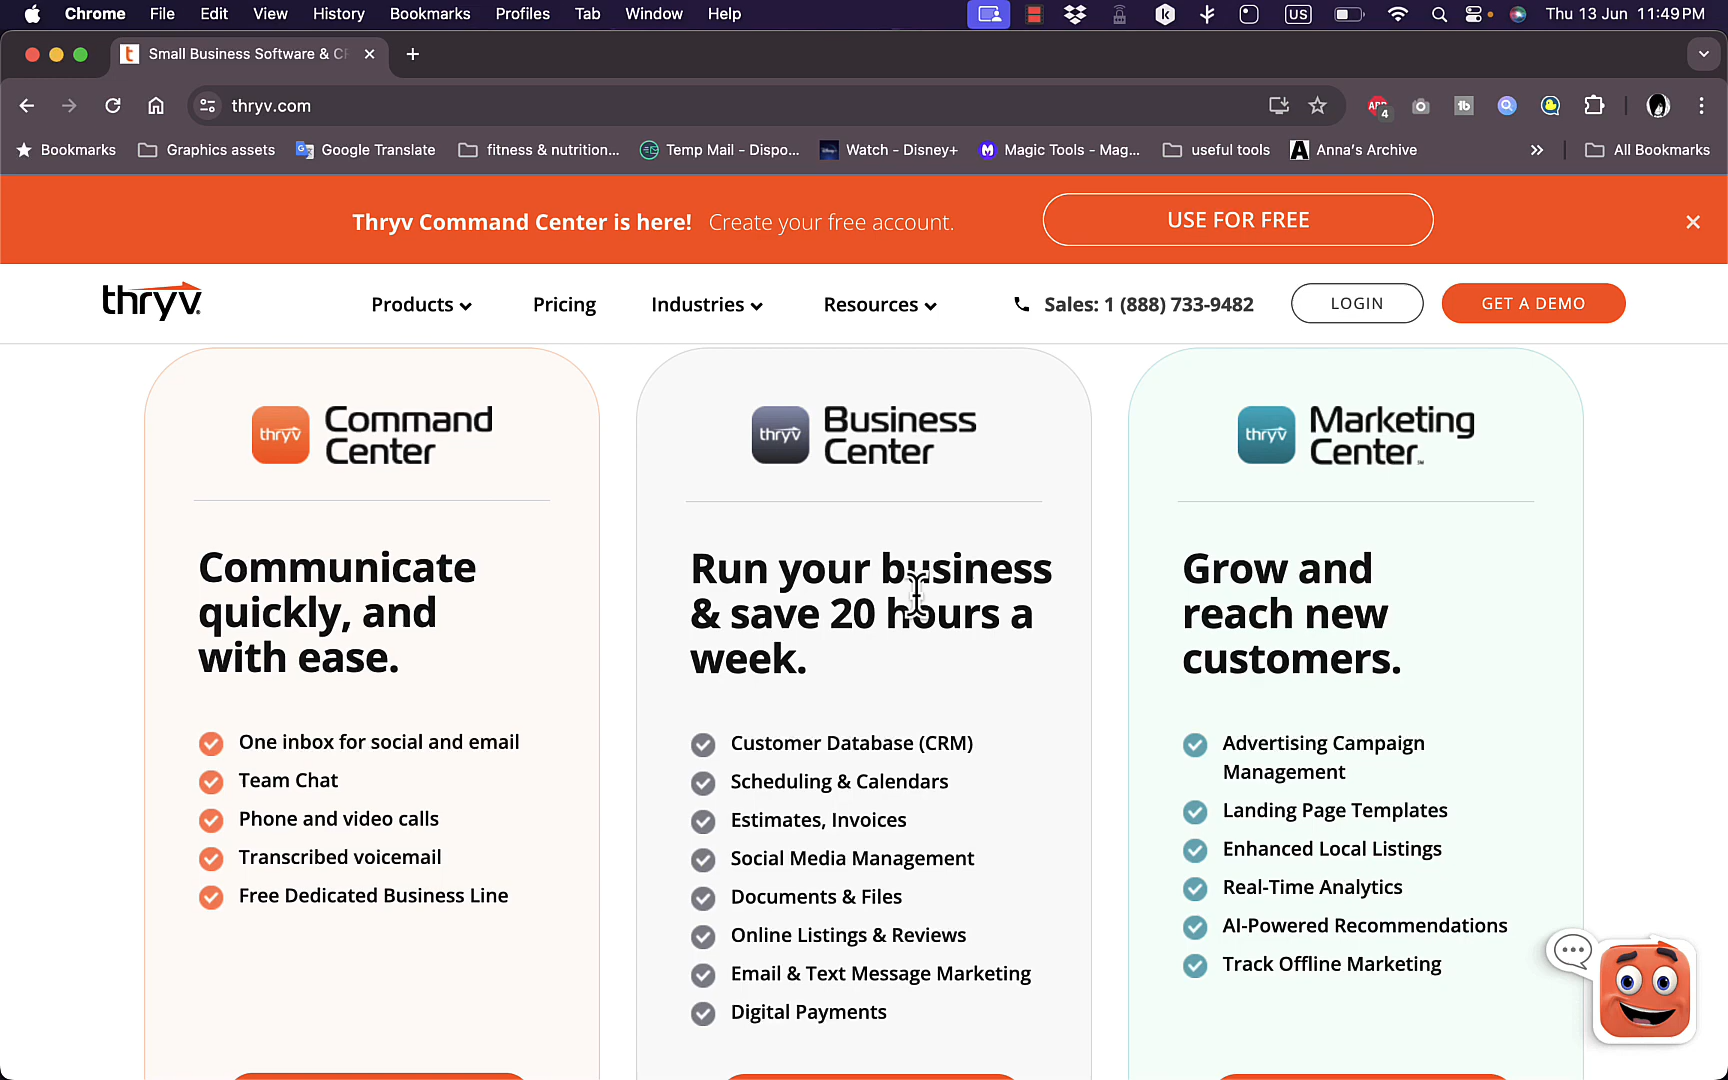 Chrome File Edit View History Bookmarks Profiles Tab Window Help US Thu 13 Jun 11:49 PM
Small Business Software & C
thryv.com
4
Bookmarks Graphics assets Google Translate fitness & nutrition... Temp Mail - Dispo... Watch - Disney+ Magic Tools - Mag... useful tools Anna's Archive All Bookmarks
Thryv Command Center is here! Create your free account. USE FOR FREE
thryv Products Pricing Industries Resources Sales: 1 (888) 733-9482 LOGIN GET A DEMO
thryv Command
Center
Communicate
quickly, and
with ease.
One inbox for social and email
Team Chat
Phone and video calls
Transcribed voicemail
Free Dedicated Business Line
thryv Business
Center
Run your business
& save 20 hours a
week.
Customer Database (CRM)
Scheduling & Calendars
Estimates, Invoices
Social Media Management
Documents & Files
Online Listings & Reviews
Email & Text Message Marketing
Digital Payments
thryv Marketing
Center
Grow and
reach new
customers.
Advertising Campaign
Management
Landing Page Templates
Enhanced Local Listings
Real-Time Analytics
AI-Powered Recommendations
Track Offline Marketing